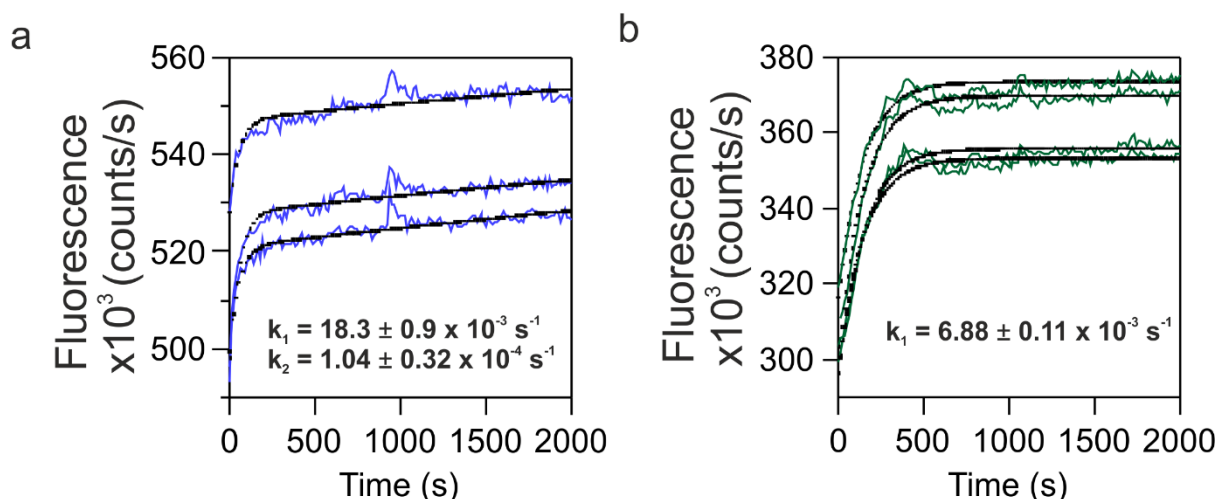 a
Fluorescence
x10³ (counts/s)
560
540
520
500
0 500 1000 1500 2000
Time (s)
k₁ = 18.3 ± 0.9 x 10⁻³ s⁻¹
k₂ = 1.04 ± 0.32 x 10⁻⁴ s⁻¹
b
Fluorescence
x10³ (counts/s)
380
360
340
320
300
0 500 1000 1500 2000
Time (s)
k₁ = 6.88 ± 0.11 x 10⁻³ s⁻¹